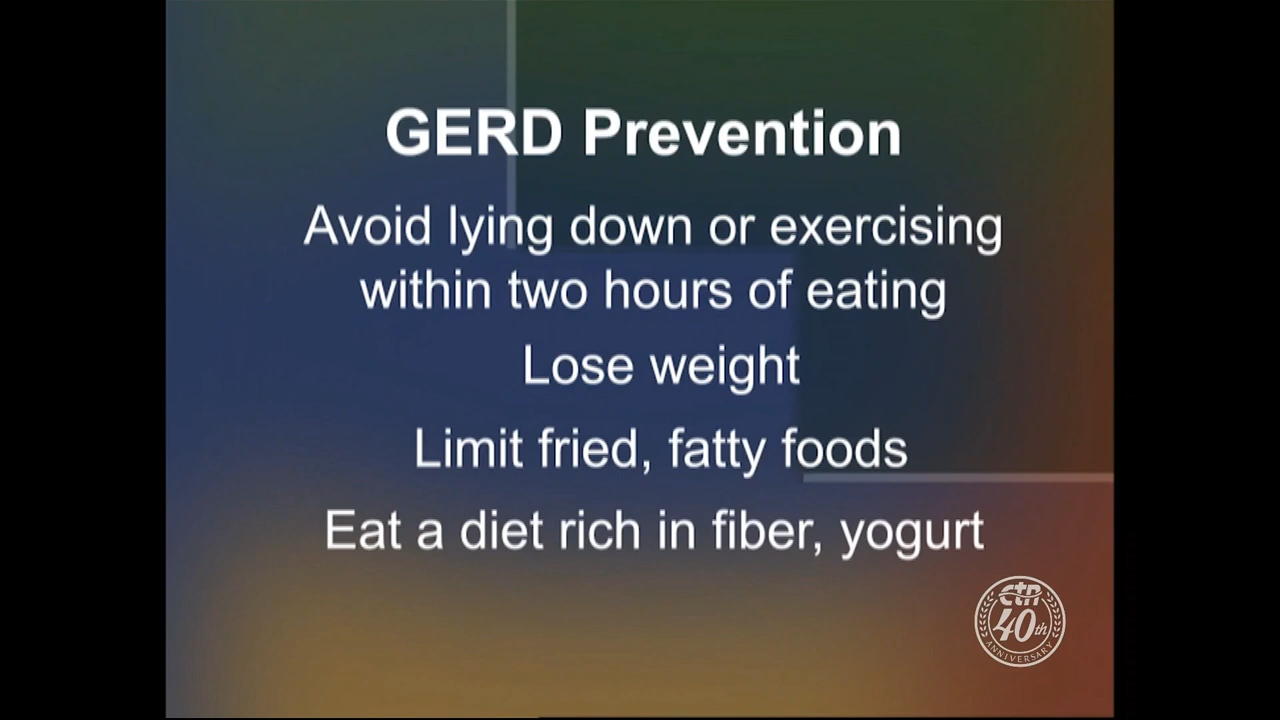 GERD Prevention
Avoid lying down or exercising
within two hours of eating
Lose weight
Limit fried, fatty foods
Eat a diet rich in fiber, yogurt
ctn
40th
ANNIVERSARY